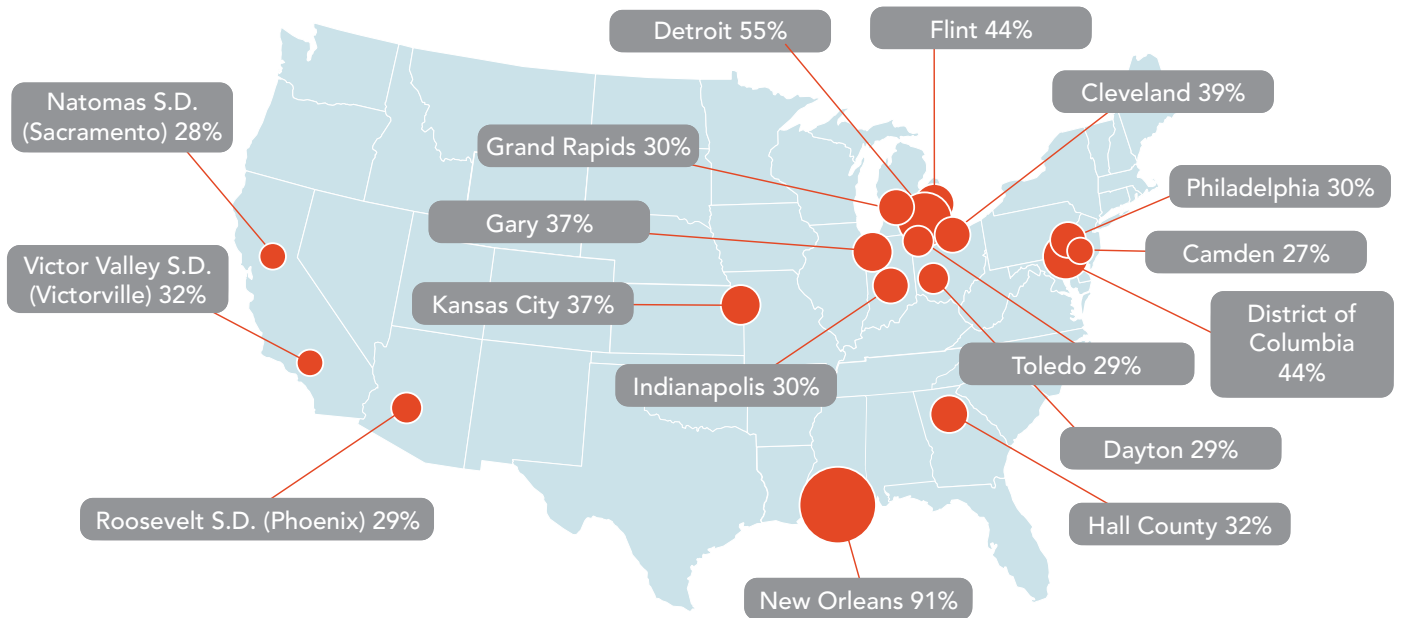 Detroit 55%
Flint 44%
Natomas S.D.
(Sacramento) 28%
Cleveland 39%
Grand Rapids 30%
Philadelphia 30%
Gary 37%
Camden 27%
Victor Valley S.D.
(Victorville) 32%
Kansas City 37%
District of
Columbia
44%
Toledo 29%
Indianapolis 30%
Dayton 29%
Roosevelt S.D. (Phoenix) 29%
Hall County 32%
New Orleans 91%